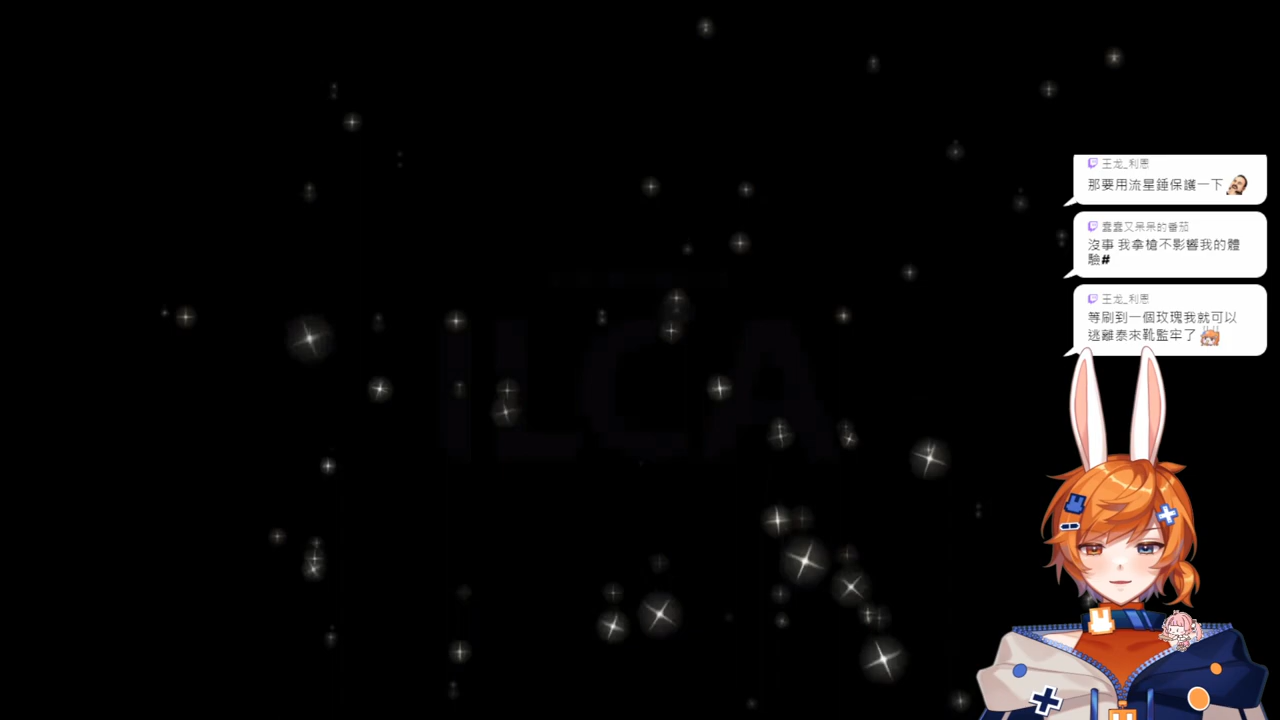 ILCA
王龙_利恩
那要用流星錘保護一下
蠢蠢又呆呆的番茄
沒事 我拿槍不影響我的體
驗#
王龙_利恩
等刷到一個玫瑰我就可以
逃離泰來靴監牢了